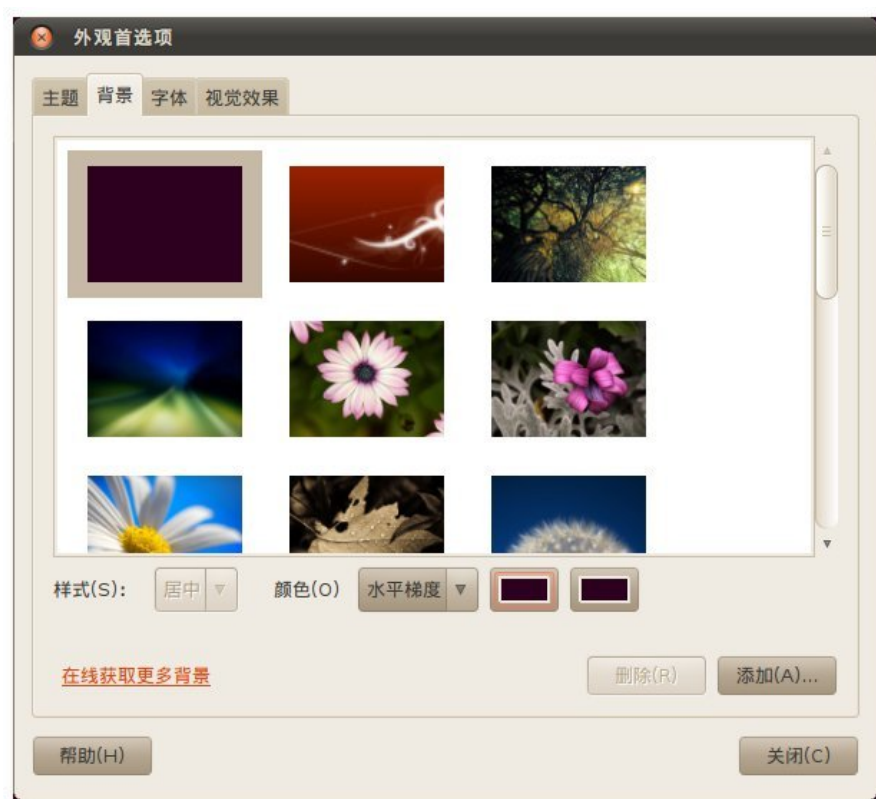 外观首选项
主题 背景 字体 视觉效果
样式(S): 居中 颜色(O) 水平梯度
在线获取更多背景 删除(R) 添加(A)...
帮助(H) 关闭(C)